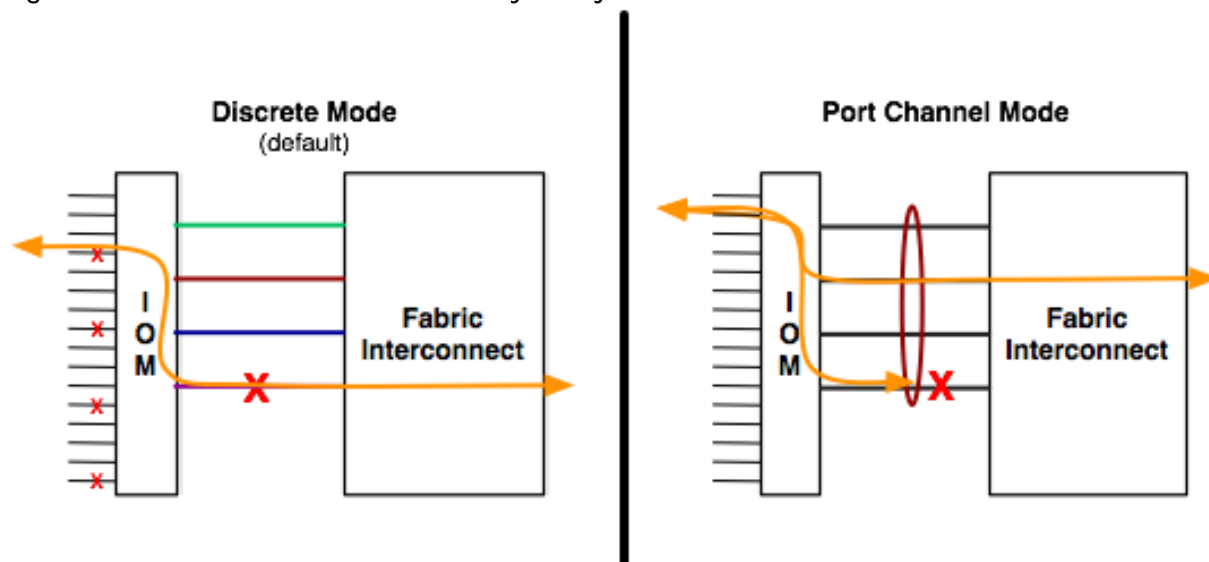 Discrete Mode
(default)
I
O
M
Fabric
Interconnect
X
X
X
X
X
Port Channel Mode
I
O
M
Fabric
Interconnect
X